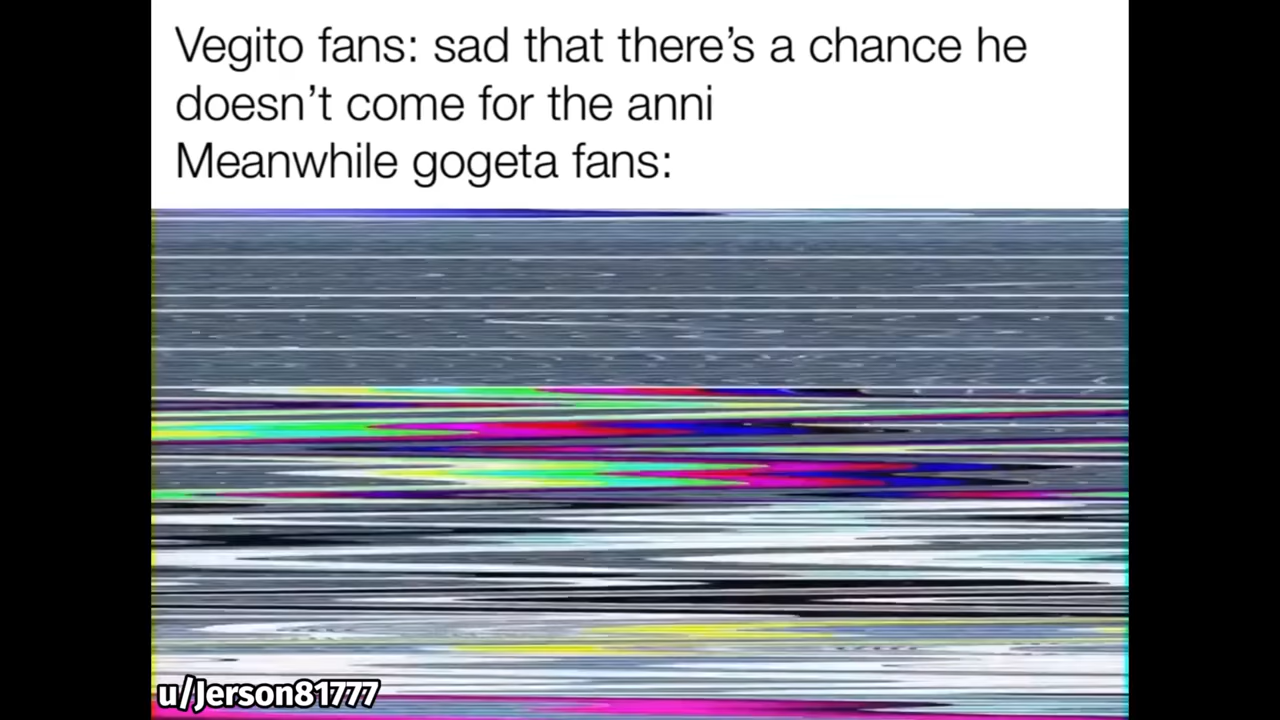 Vegito fans: sad that there’s a chance he
doesn’t come for the anni
Meanwhile gogeta fans:
u/Jerson81777